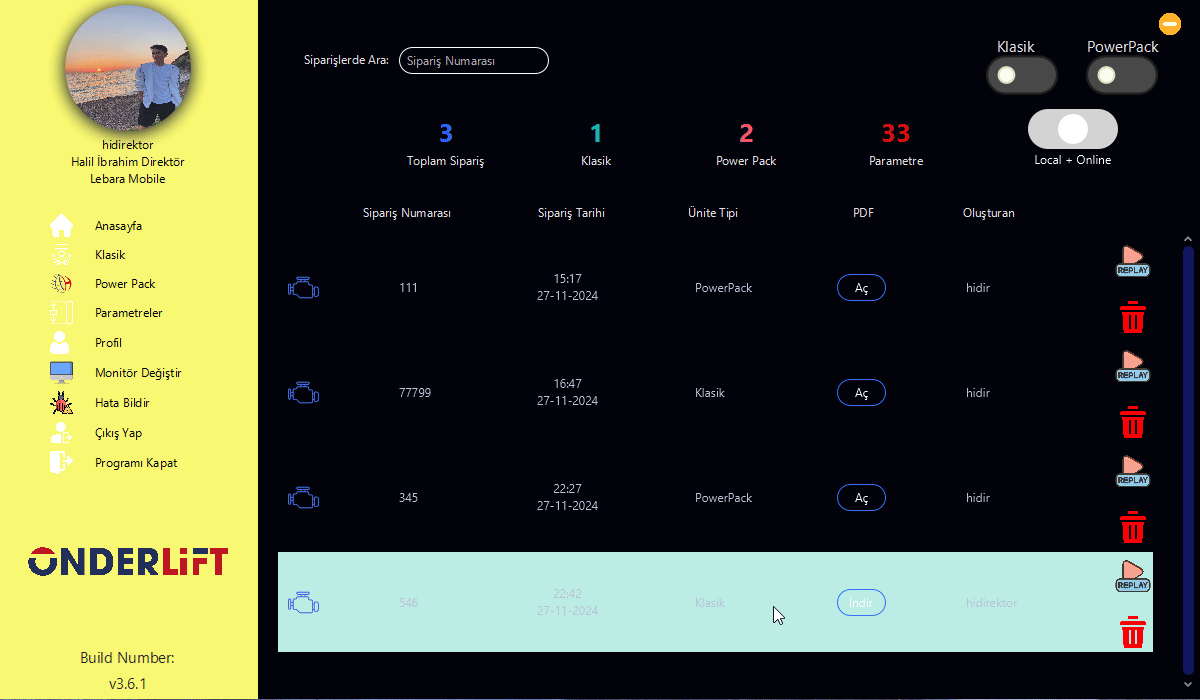 hidirektor
Halil İbrahim Direktör
Lebara Mobile
Anasayfa
Klasik
Power Pack
Parametreler
Profil
Monitör Değiştir
Hata Bildir
Çıkış Yap
Programı Kapat
ONDERLiFT
Build Number:
v3.6.1
Siparişlerde Ara: Sipariş Numarası
Klasik PowerPack
3 1 2 33
Toplam Sipariş Klasik Power Pack Parametre
Local + Online
Sipariş Numarası Sipariş Tarihi Ünite Tipi PDF Oluşturan
111 15:17 27-11-2024 PowerPack Aç hidir REPLAY
77799 16:47 27-11-2024 Klasik Aç hidir REPLAY
345 22:27 27-11-2024 PowerPack Aç hidir REPLAY
546 22:42 27-11-2024 Klasik İndir hidirektor REPLAY